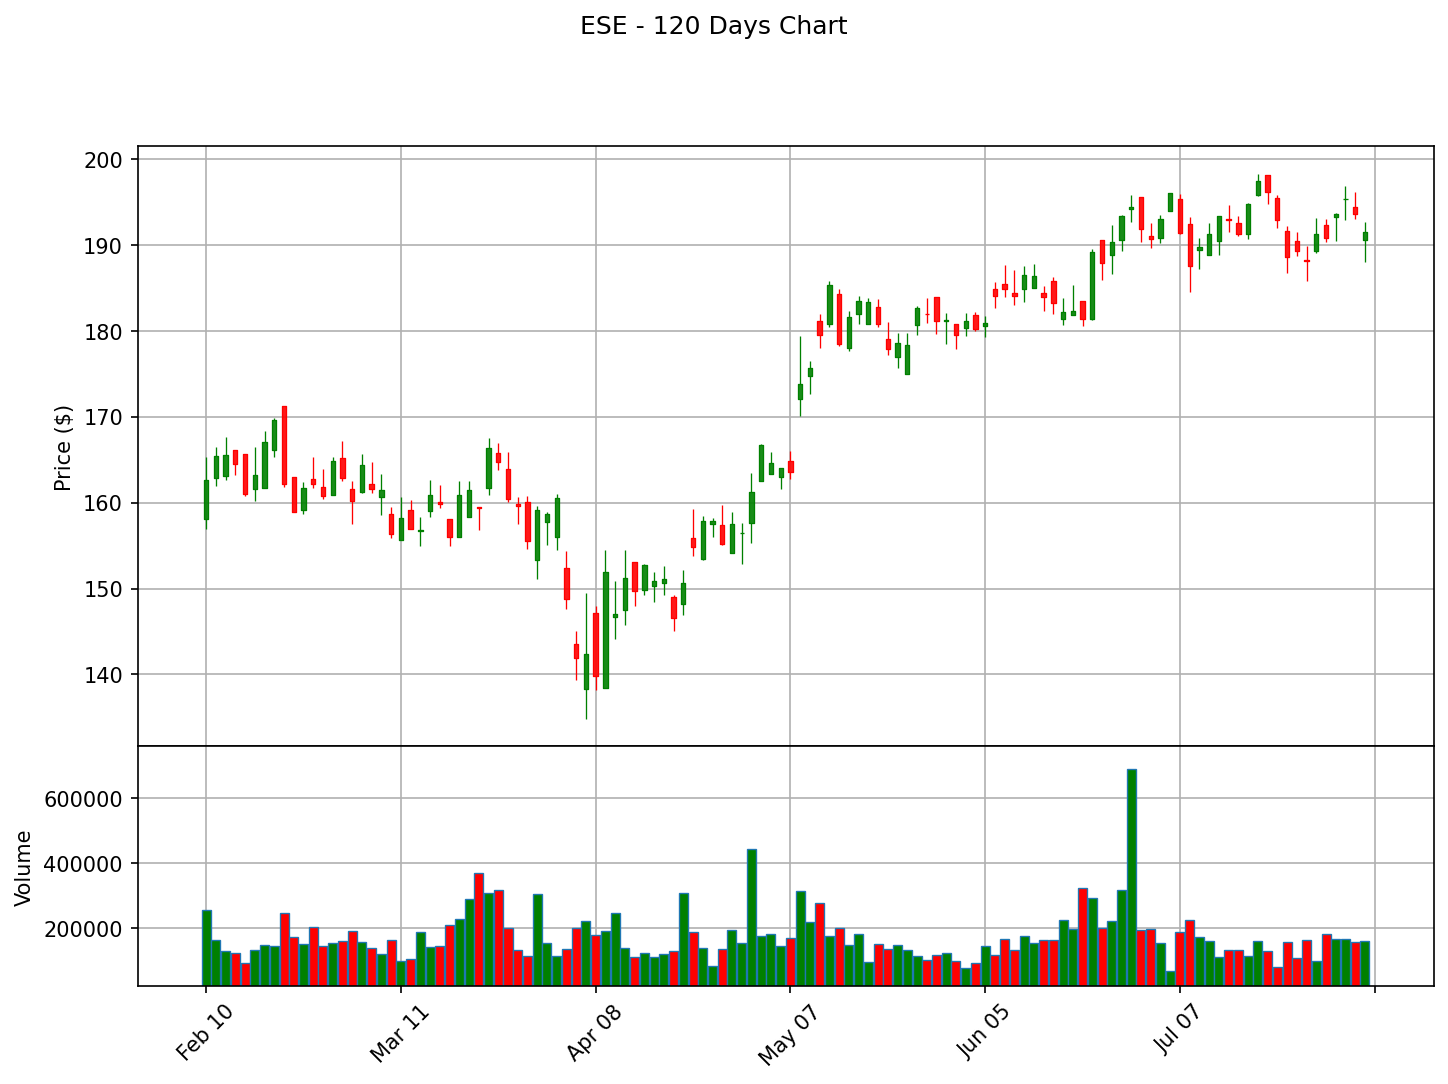 ESE - 120 Days Chart
Price ($)
200
190
180
170
160
150
140
Volume
600000
400000
200000
Feb 10
Mar 11
Apr 08
May 07
Jun 05
Jul 07